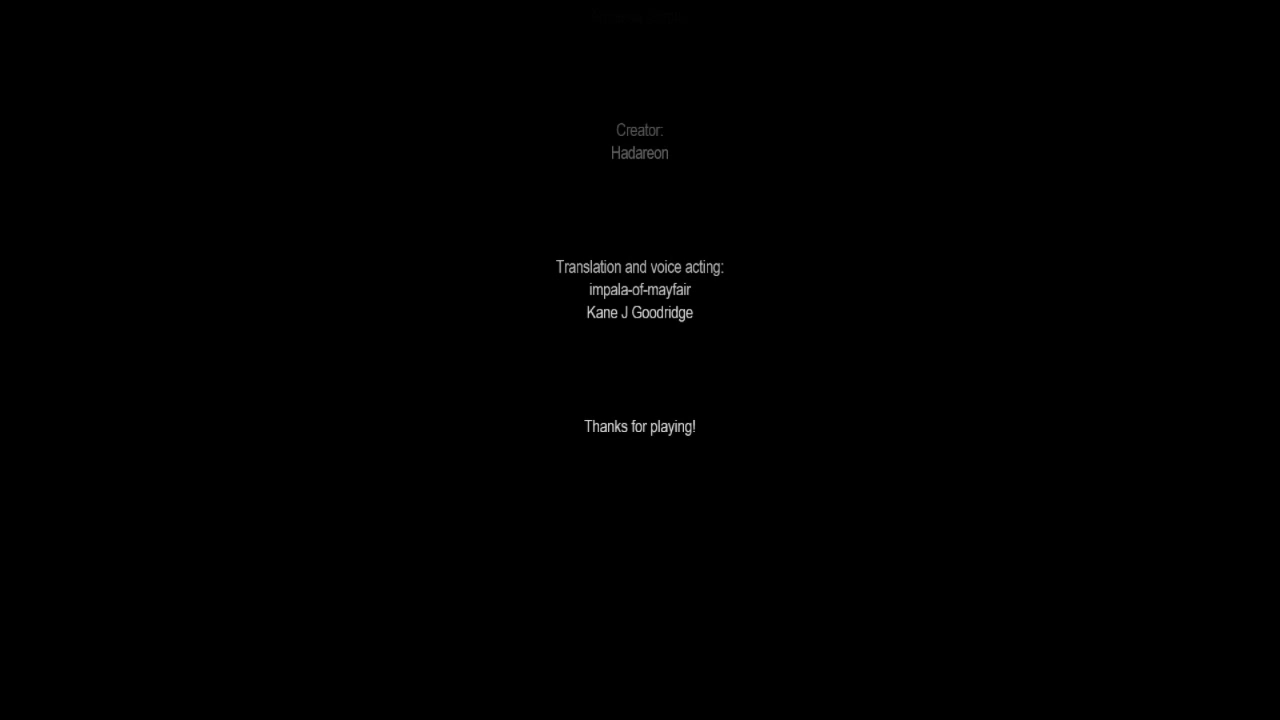 Creator:
Hadareon
Translation and voice acting:
impala-of-mayfair
Kane J Goodridge
Thanks for playing!